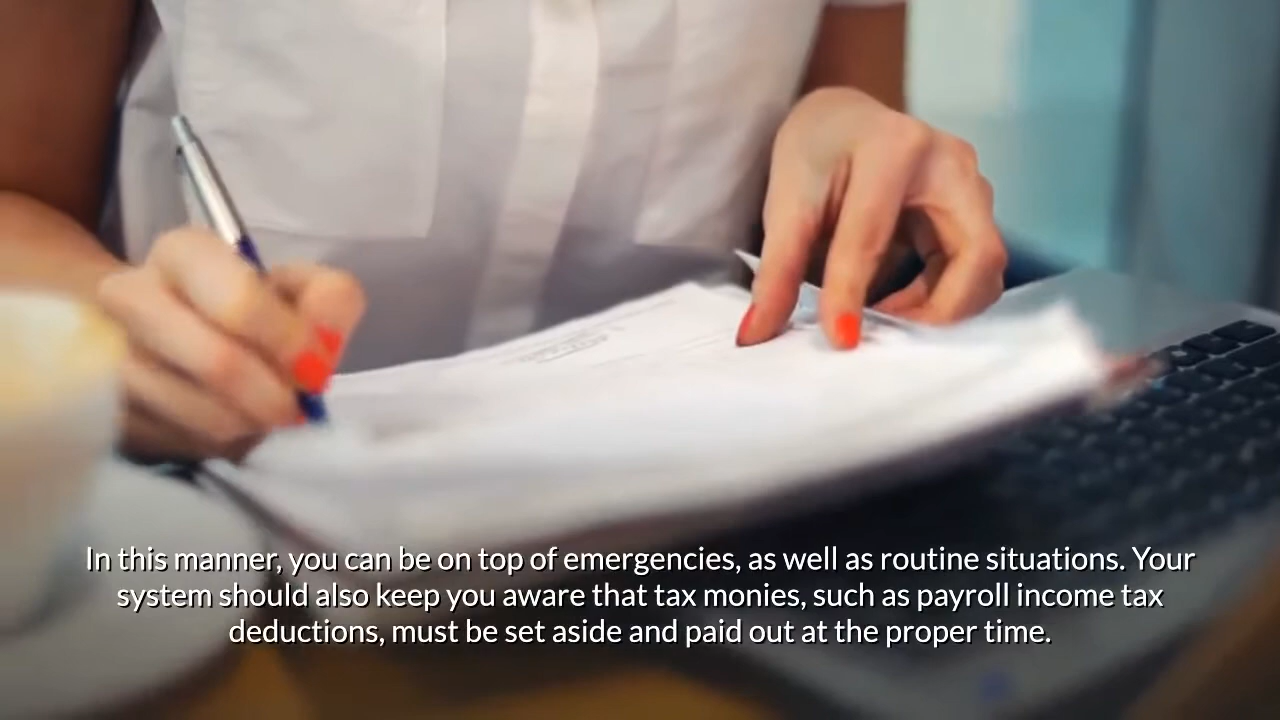 In this manner, you can be on top of emergencies, as well as routine situations. Your
system should also keep you aware that tax monies, such as payroll income tax
deductions, must be set aside and paid out at the proper time.